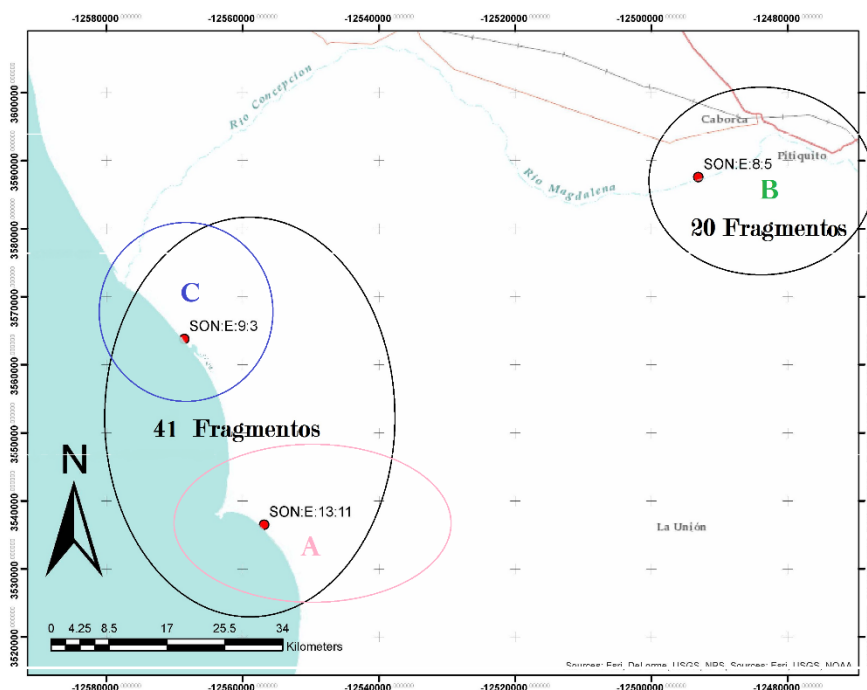 -12580000
-12560000
-12540000
-12520000
-12500000
-12480000
3600000
3590000
3580000
3570000
3560000
3550000
3540000
3530000
3520000
Río Concepcion
Caborca
Pitiquito
Río Magdalena
SON:E:8:5
B
20 Fragmentos
C
SON:E:9:3
41 Fragmentos
N
SON:E:13:11
A
La Unión
0 4.25 8.5 17 25.5 34
Kilometers
Sources: Esri, DeLorme, USGS, NPS, Sources: Esri, USGS, NOAA
-12580000
-12560000
-12540000
-12520000
-12500000
-12480000